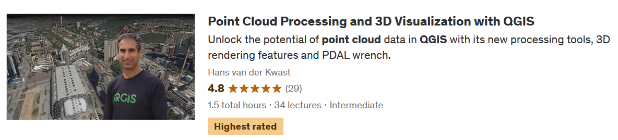 Point Cloud Processing and 3D Visualization with QGIS
Unlock the potential of point cloud data in QGIS with its new processing tools, 3D
rendering features and PDAL wrench.
Hans van der Kwast
4.8 ★★★★★ (29)
1.5 total hours · 34 lectures · Intermediate
Highest rated
QGIS